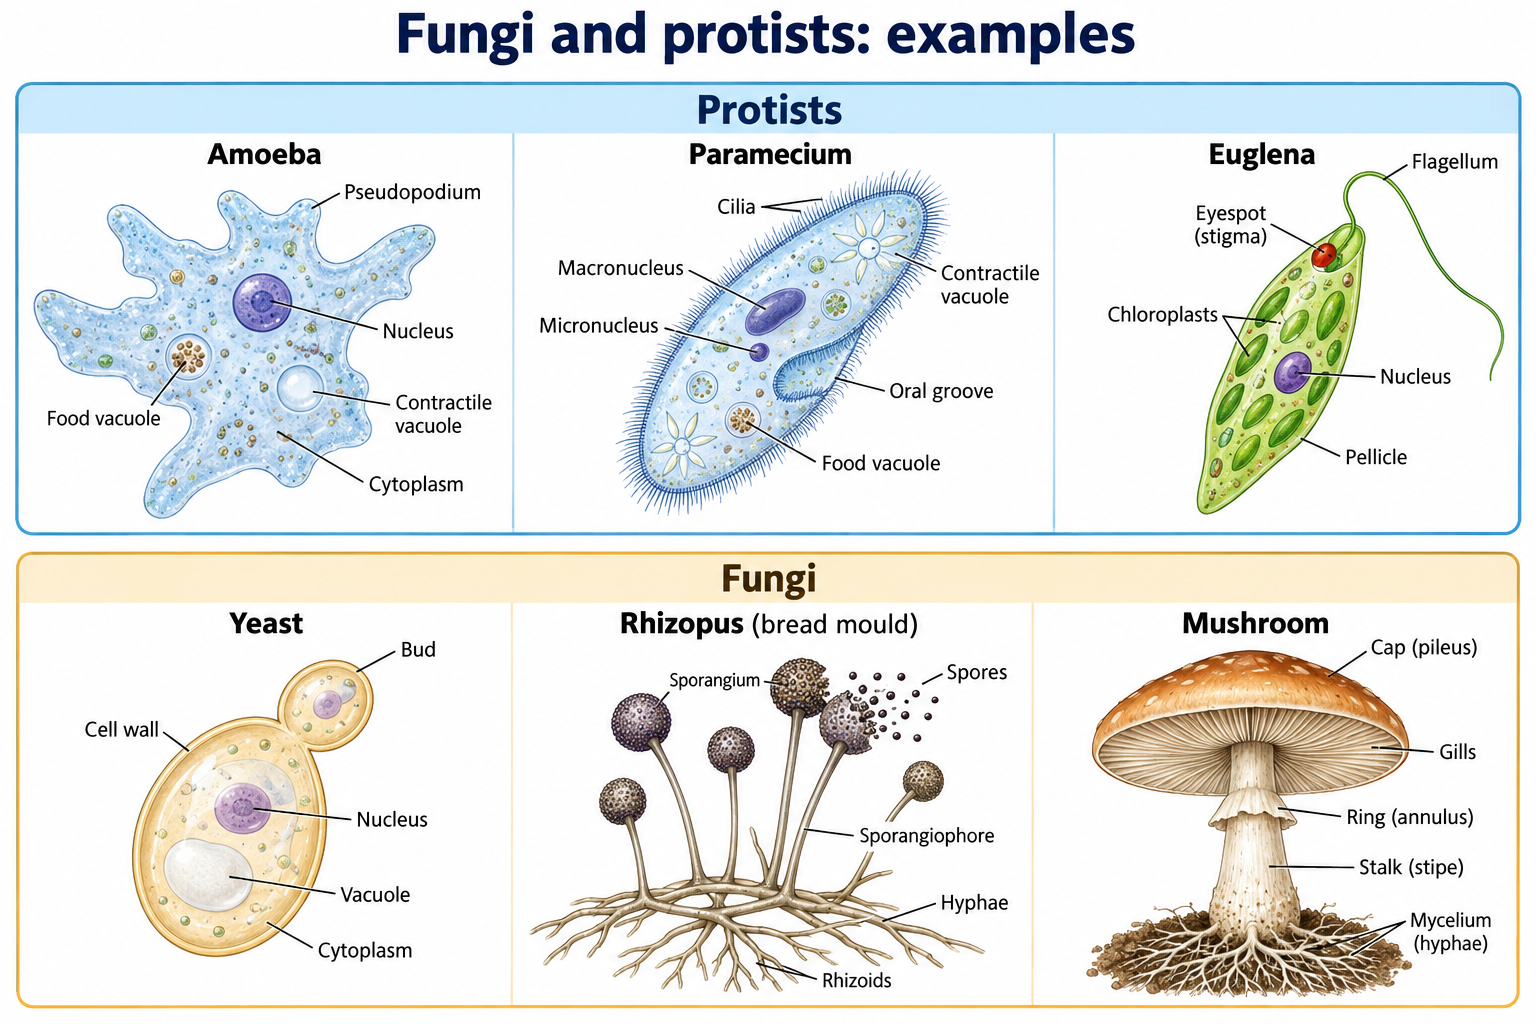 Fungi and protists: examples
Protists
Amoeba
Pseudopodium
Nucleus
Food vacuole
Contractile
vacuole
Cytoplasm
Paramecium
Cilia
Macronucleus
Contractile
vacuole
Micronucleus
Oral groove
Food vacuole
Euglena
Flagellum
Eyespot
(stigma)
Chloroplasts
Nucleus
Pellicle
Fungi
Yeast
Bud
Cell wall
Nucleus
Vacuole
Cytoplasm
Rhizopus (bread mould)
Sporangium
Spores
Sporangiophore
Hyphae
Rhizoids
Mushroom
Cap (pileus)
Gills
Ring (annulus)
Stalk (stipe)
Mycelium
(hyphae)